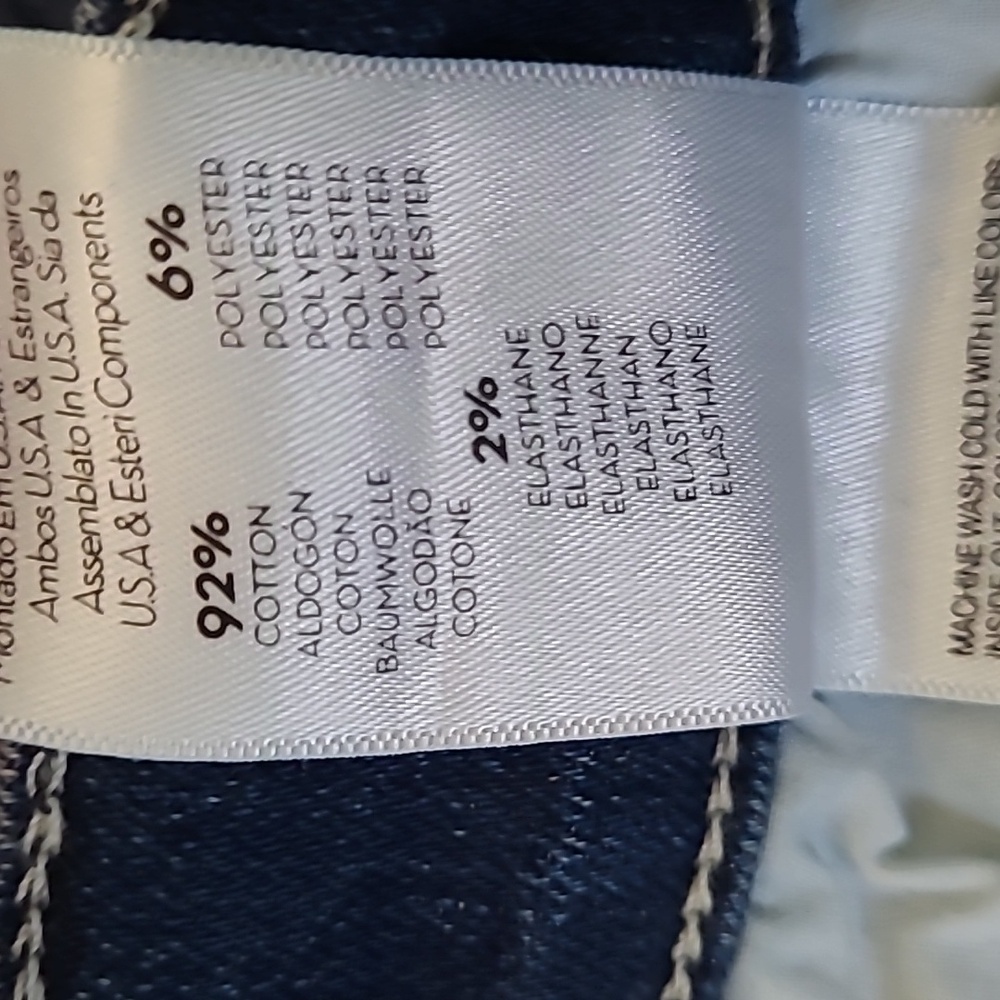 Ambos U.S.A & Estrangeiros
Assemblato In U.S.A. Sia da
U.S.A & Esteri Components
92%
COTTON
ALDOGÓN
COTON
BAUMWOLLE
ALGODÃO
COTONE
6%
POLYESTER
POLYESTER
POLYESTER
POLYESTER
POLYESTER
POLYESTER
2%
ELASTHANE
ELASTHANO
ELASTHANNE
ELASTHAN
ELASTHANO
ELASTHANE
MACHINE WASH COLD WITH LIKE COLORS